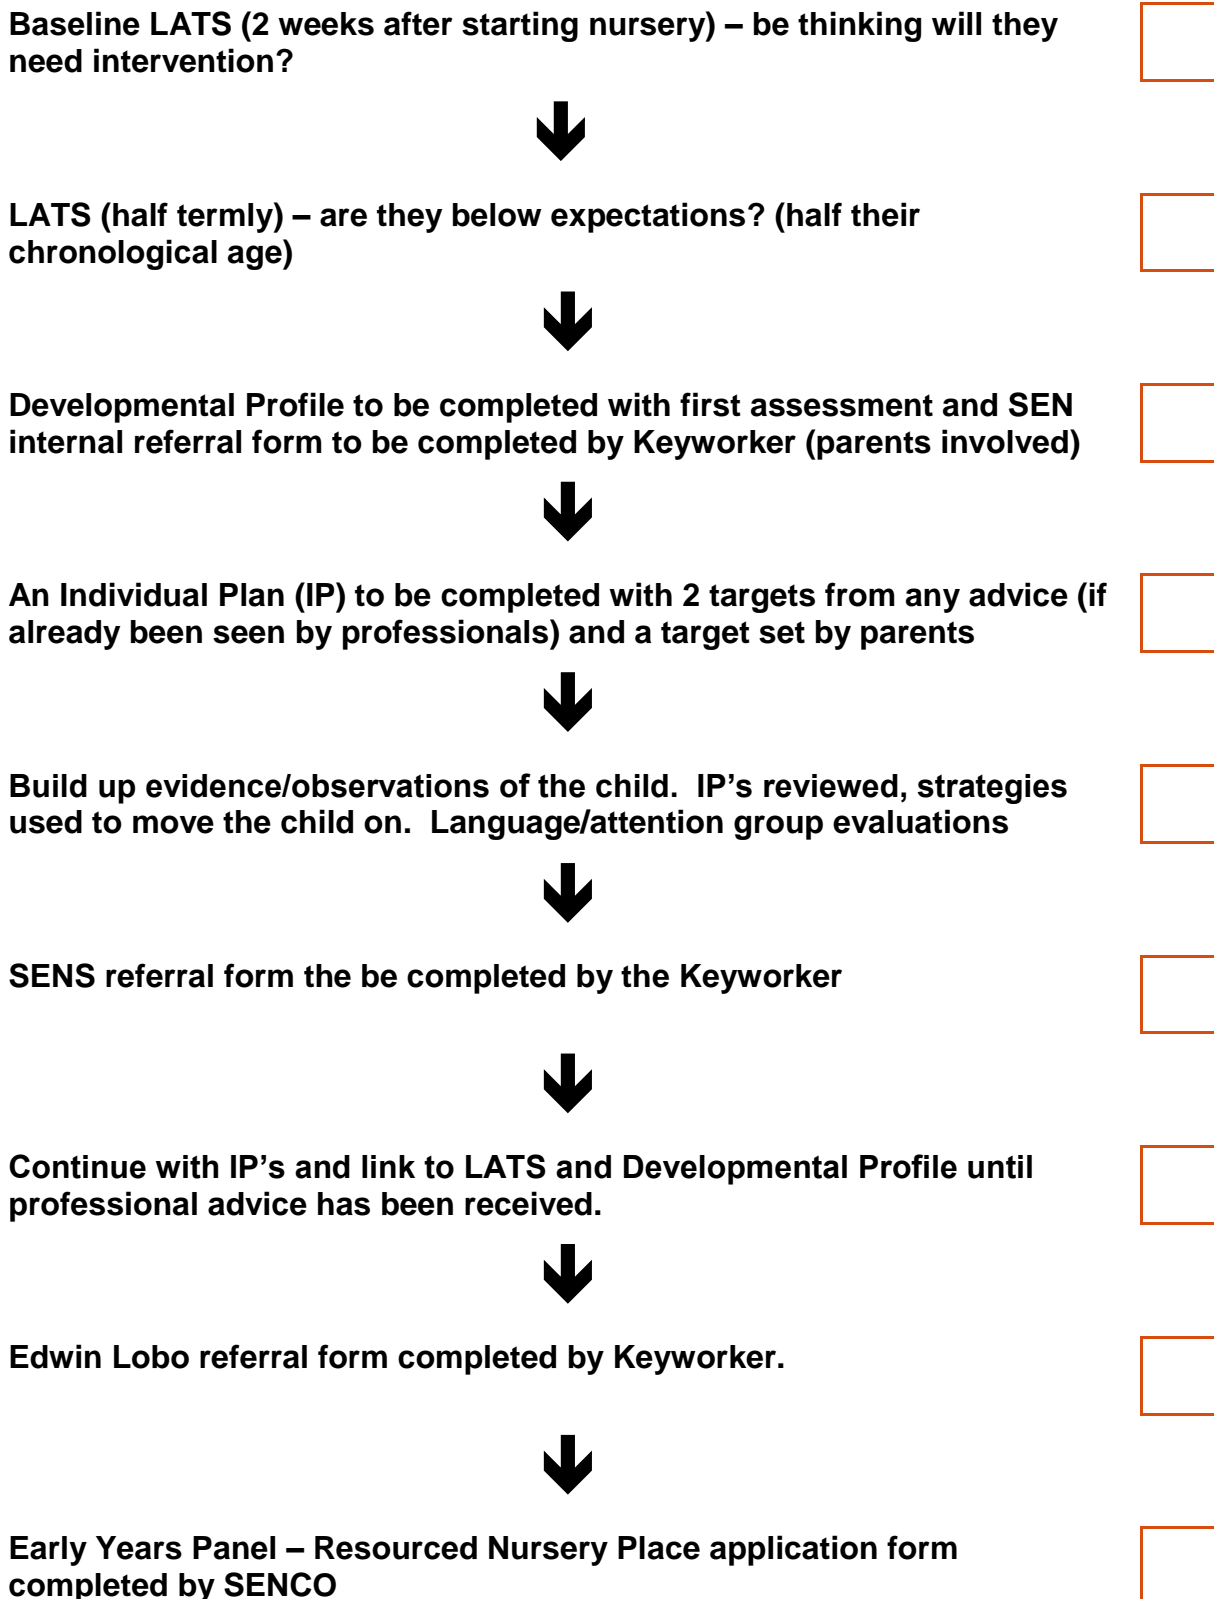 Baseline LATS (2 weeks after starting nursery) – be thinking will they
need intervention?
LATS (half termly) – are they below expectations? (half their
chronological age)
Developmental Profile to be completed with first assessment and SEN
internal referral form to be completed by Keyworker (parents involved)
An Individual Plan (IP) to be completed with 2 targets from any advice (if
already been seen by professionals) and a target set by parents
Build up evidence/observations of the child.  IP’s reviewed, strategies
used to move the child on.  Language/attention group evaluations
SENS referral form the be completed by the Keyworker
Continue with IP’s and link to LATS and Developmental Profile until
professional advice has been received.
Edwin Lobo referral form completed by Keyworker.
Early Years Panel – Resourced Nursery Place application form
completed by SENCO